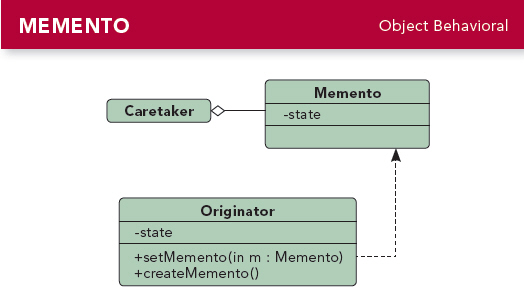 MEMENTO
Object Behavioral
Memento
-state
Caretaker
Originator
-state
+setMemento(in m : Memento)
+createMemento()